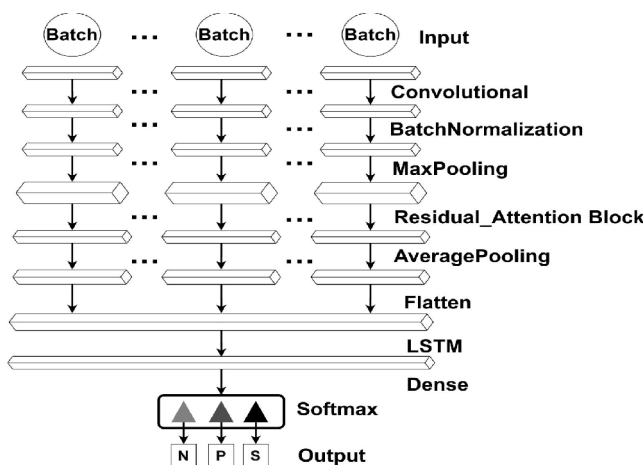 Batch ... Batch ... Batch Input
Convolutional
BatchNormalization
MaxPooling
Residual_Attention Block
AveragePooling
Flatten
LSTM
Dense
Softmax
N P S Output